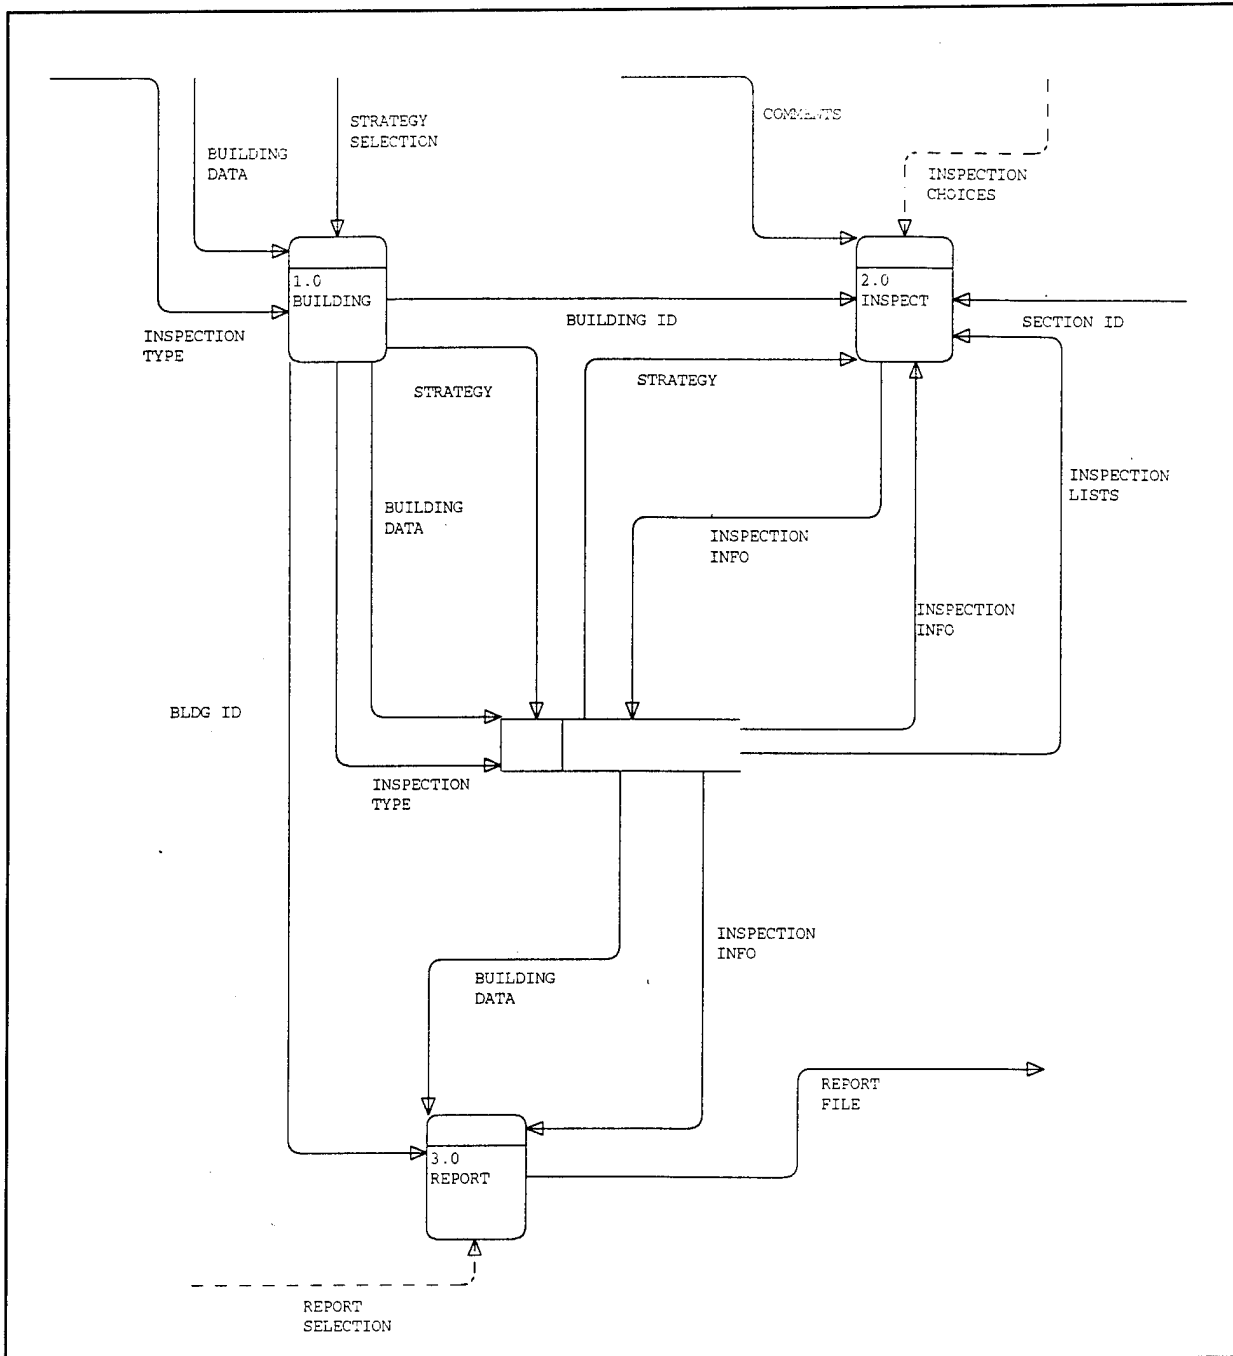 STRATEGY
SELECTION
BUILDING
DATA
COMMENTS
INSPECTION
CHOICES
1.0
BUILDING
2.0
INSPECT
INSPECTION
TYPE
BUILDING ID
SECTION ID
STRATEGY
STRATEGY
BUILDING
DATA
INSPECTION
LISTS
INSPECTION
INFO
INSPECTION
INFO
BLDG ID
INSPECTION
TYPE
INSPECTION
INFO
BUILDING
DATA
REPORT
FILE
3.0
REPORT
REPORT
SELECTION